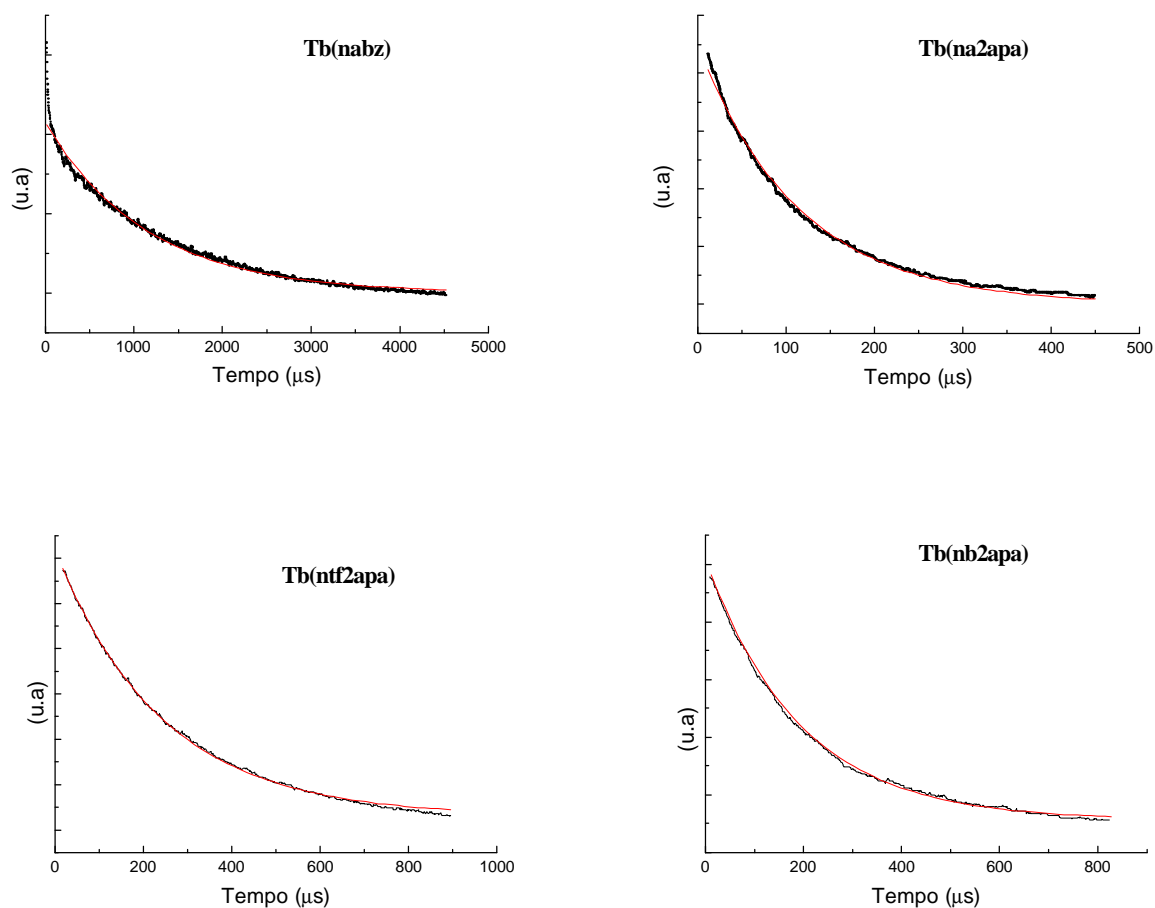 Tb(nabz)
(u.a)
0 1000 2000 3000 4000 5000
Tempo (μs)
Tb(na2apa)
(u.a)
0 100 200 300 400 500
Tempo (μs)
Tb(ntf2apa)
(u.a)
0 200 400 600 800 1000
Tempo (μs)
Tb(nb2apa)
(u.a)
0 200 400 600 800
Tempo (μs)